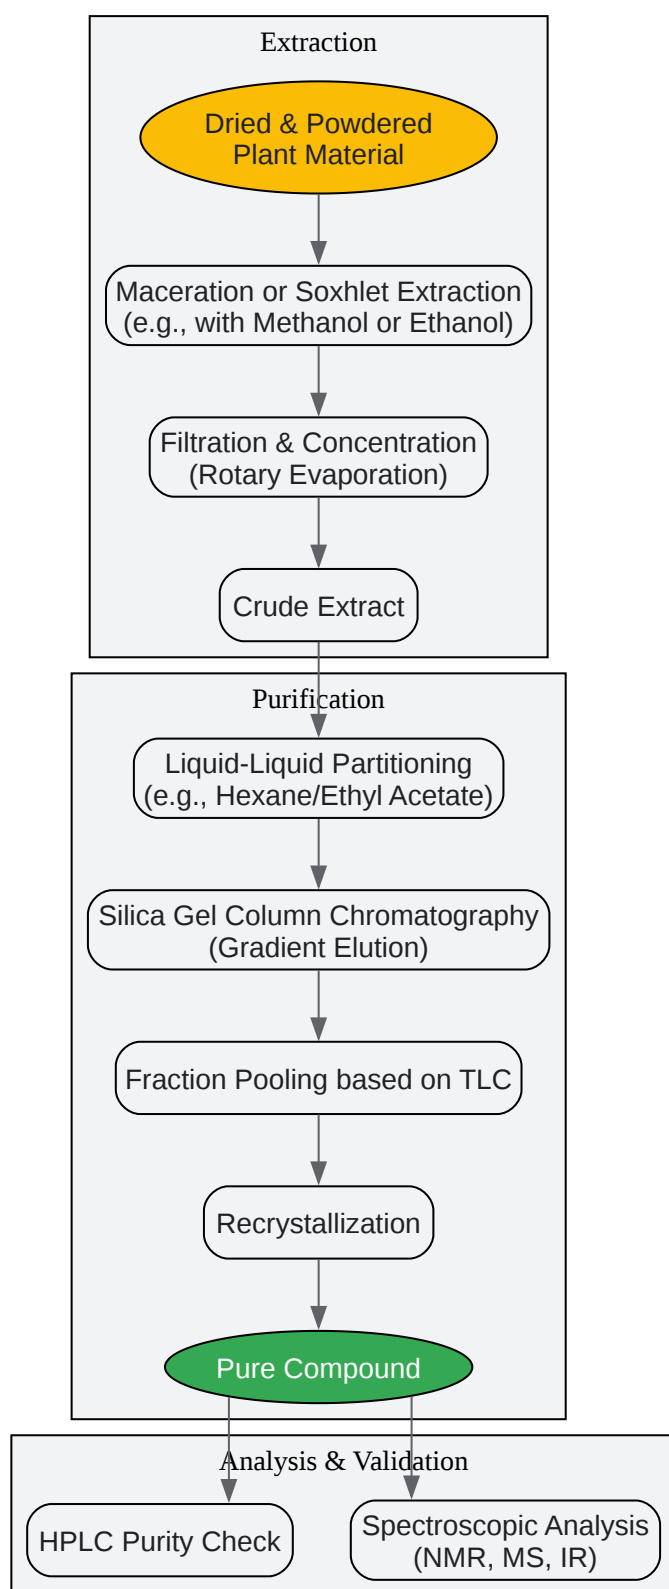 Extraction
Dried & Powdered
Plant Material
Maceration or Soxhlet Extraction
(e.g., with Methanol or Ethanol)
Filtration & Concentration
(Rotary Evaporation)
Crude Extract
Purification
Liquid-Liquid Partitioning
(e.g., Hexane/Ethyl Acetate)
Silica Gel Column Chromatography
(Gradient Elution)
Fraction Pooling based on TLC
Recrystallization
Pure Compound
Analysis & Validation
HPLC Purity Check
Spectroscopic Analysis
(NMR, MS, IR)